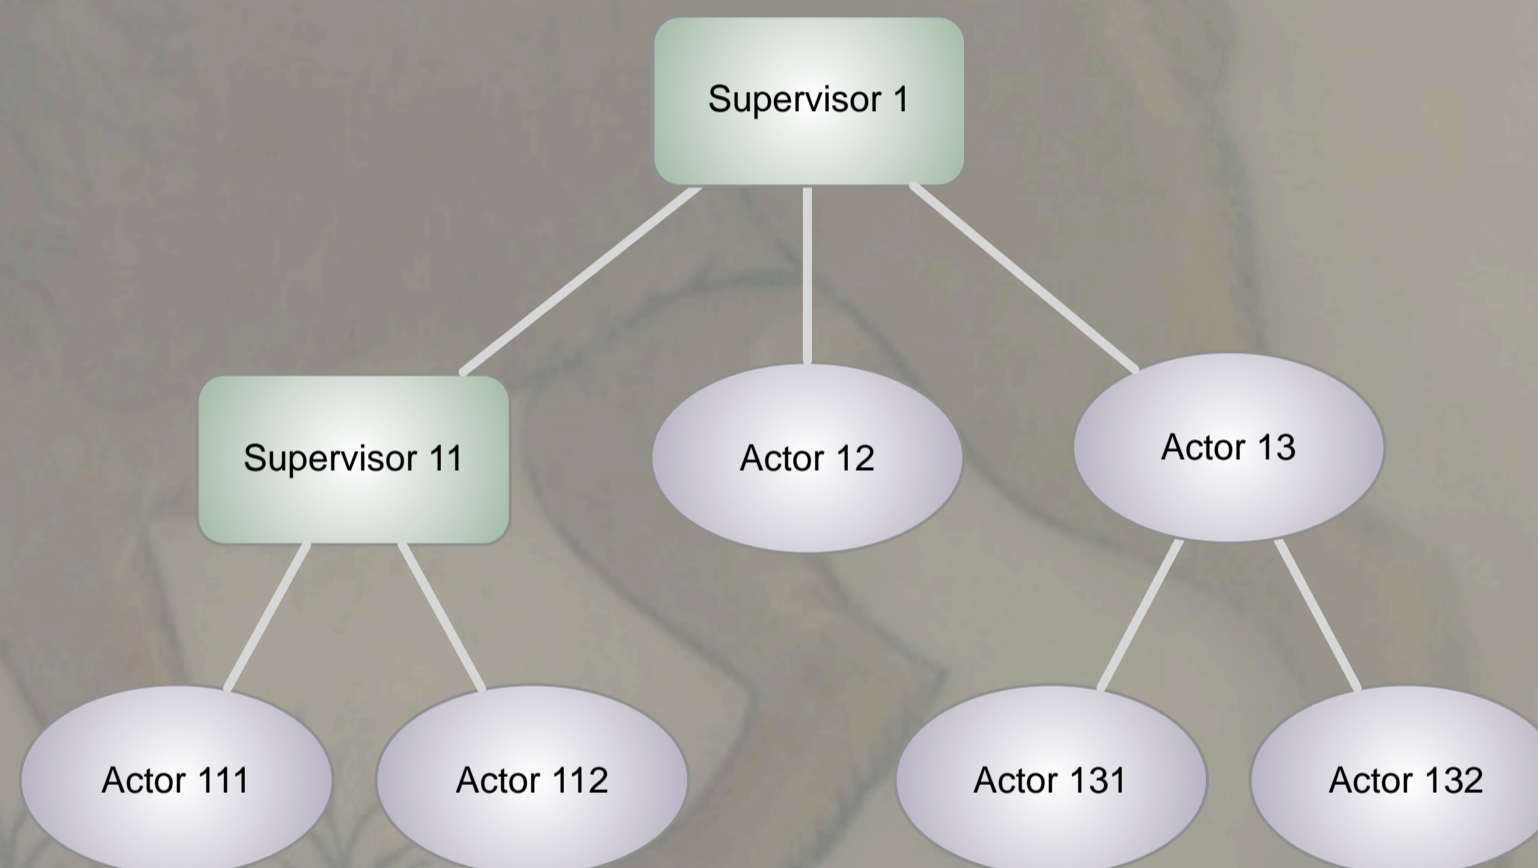 Supervisor 1
Supervisor 11
Actor 12
Actor 13
Actor 111
Actor 112
Actor 131
Actor 132